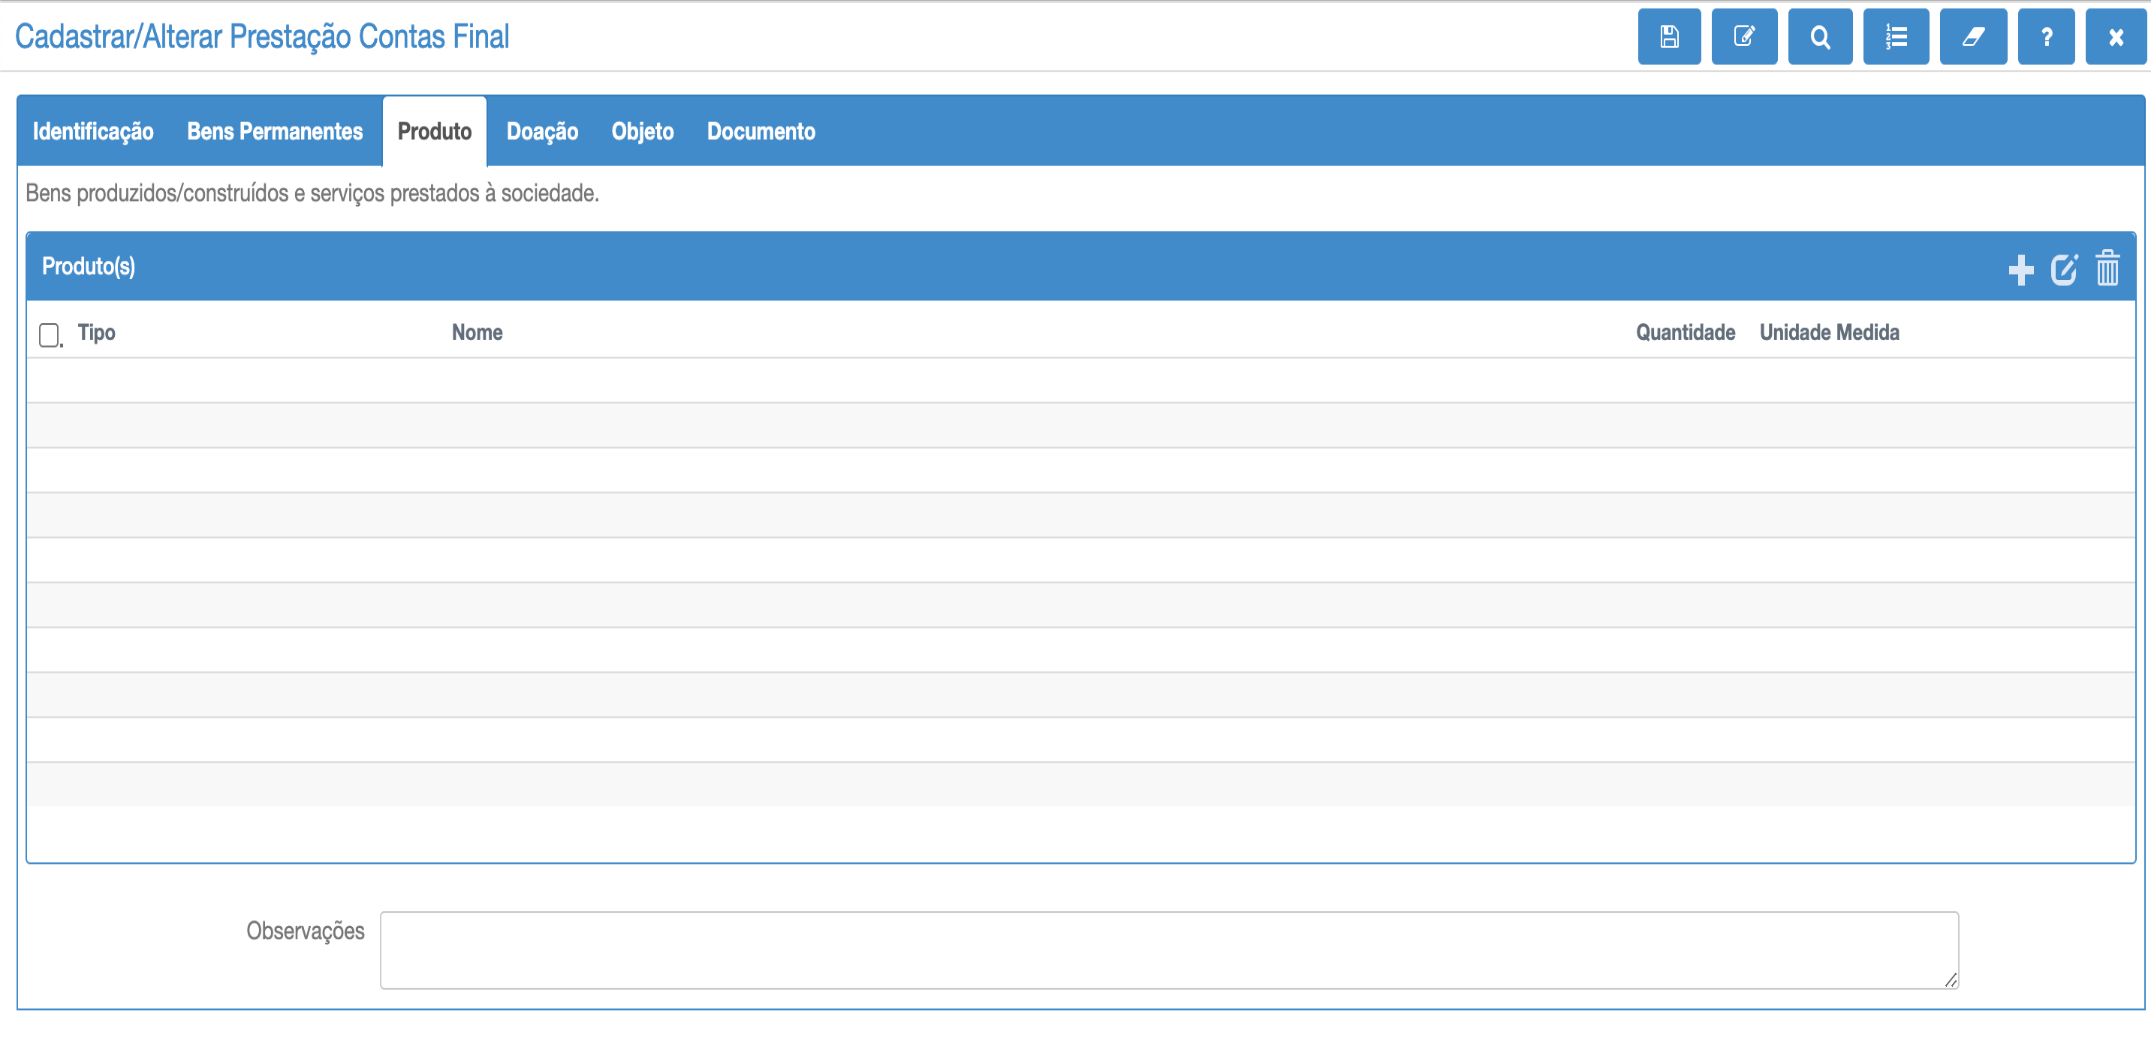 Cadastrar/Alterar Prestação Contas Final
Identificação Bens Permanentes Produto Doação Objeto Documento
Bens produzidos/construídos e serviços prestados à sociedade.
Produto(s)
Tipo Nome Quantidade Unidade Medida
Observações